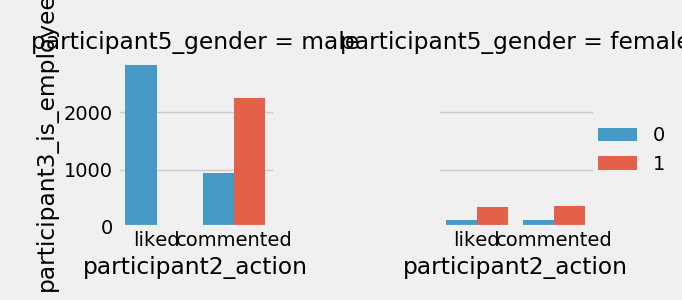 participant5_gender = male
participant5_gender = female
participant3_is_employee
2000
1000
0
liked
commented
participant2_action
liked
commented
participant2_action
0
1